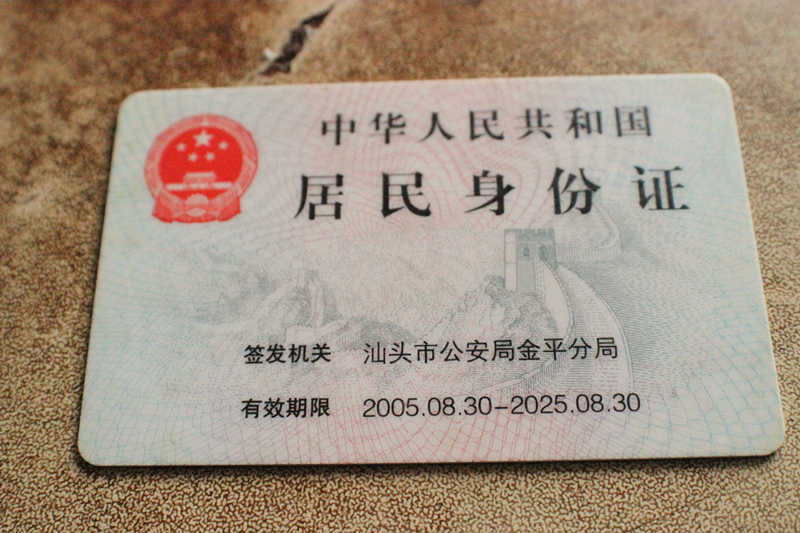 中华人民共和国
居民身份证
签发机关 汕头市公安局金平分局
有效期限 2005.08.30-2025.08.30